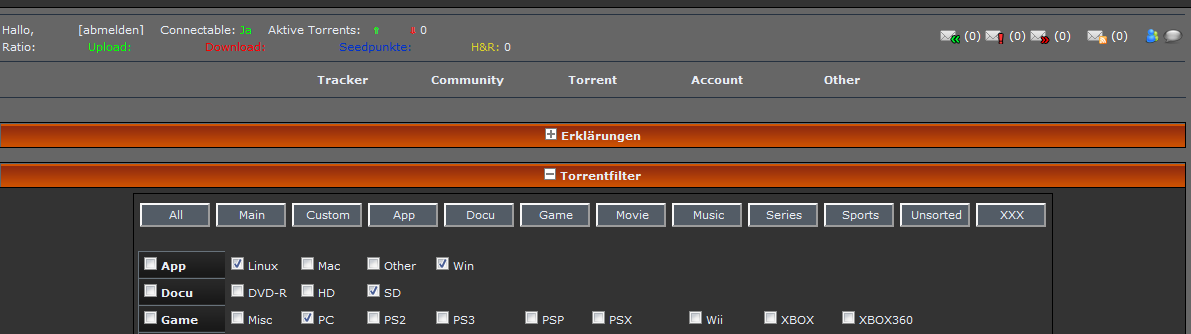 Hallo, [abmelden] Connectable: Ja Aktive Torrents: 0
Ratio: Upload: Download: Seedpunkte: H&R: 0
(0) (0) (0) (0)
Tracker Community Torrent Account Other
Erklärungen
Torrentfilter
All Main Custom App Docu Game Movie Music Series Sports Unsorted XXX
App Linux Mac Other Win
Docu DVD-R HD SD
Game Misc PC PS2 PS3 PSP PSX Wii XBOX XBOX360